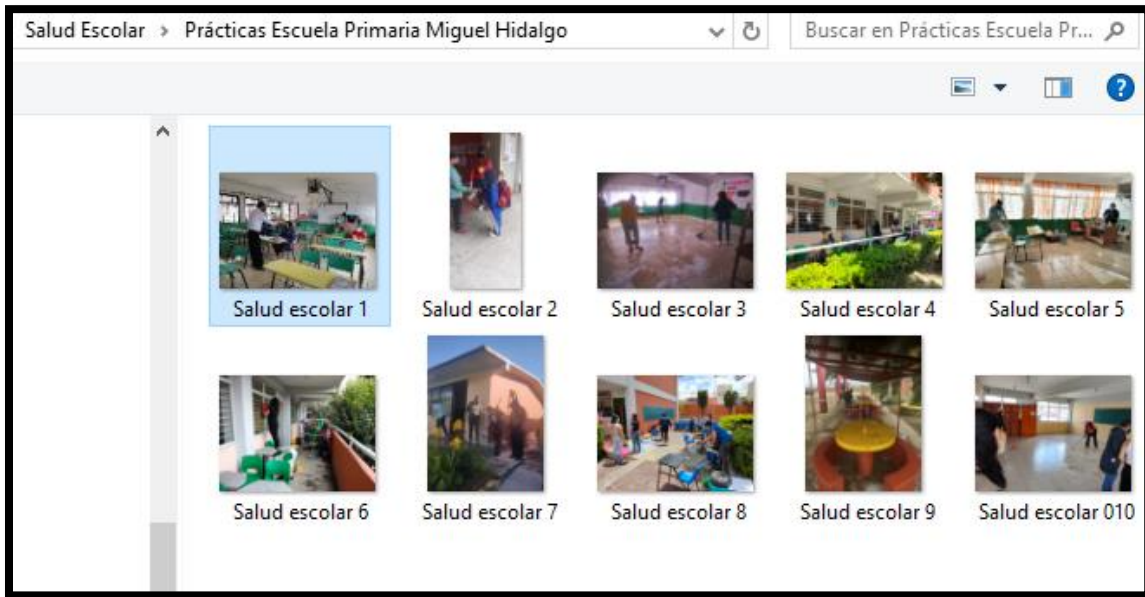 Salud Escolar > Prácticas Escuela Primaria Miguel Hidalgo
Buscar en Prácticas Escuela Pr...
?
Salud escolar 1
Salud escolar 2
Salud escolar 3
Salud escolar 4
Salud escolar 5
Salud escolar 6
Salud escolar 7
Salud escolar 8
Salud escolar 9
Salud escolar 010